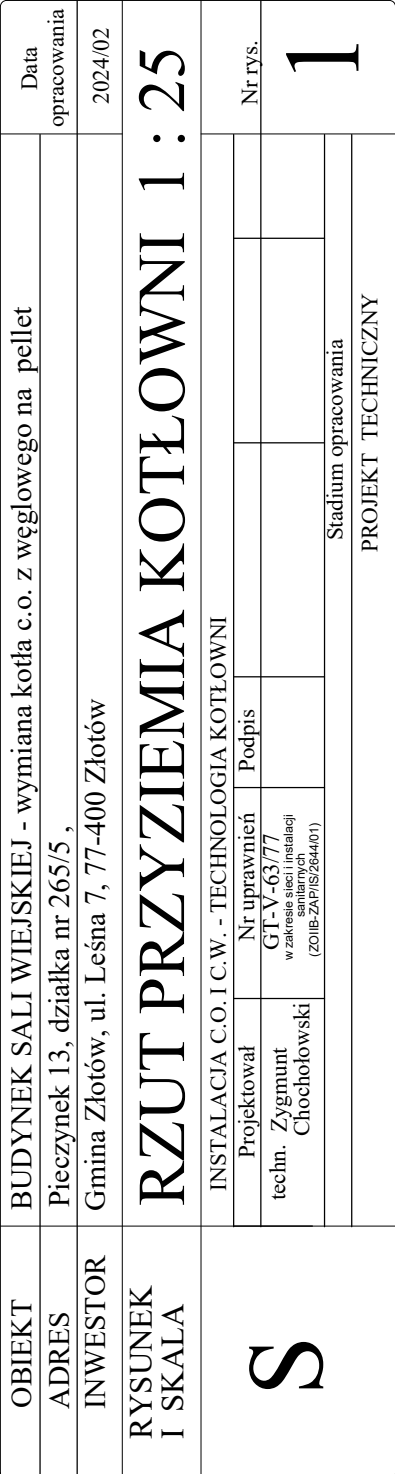 OBIEKT
BUDYNEK SALI WIEJSKIEJ - wymiana kotła c.o. z węglowego na pellet
Data
opracowania
ADRES
Pieczynek 13, działka nr 265/5 ,
INWESTOR
Gmina Złotów, ul. Leśna 7, 77-400 Złotów
2024/02
RYSUNEK
I SKALA
RZUT PRZYZIEMIA KOTŁOWNI 1 : 25
S
INSTALACJA C.O. I C.W. - TECHNOLOGIA KOTŁOWNI
Nr rys.
1
Projektował
Nr uprawnień
Podpis
techn. Zygmunt
Chochołowski
GT-V-63/77
w zakresie sieci i instalacji
sanitarnych
(ZOIIB-ZAP/IS/2644/01)
Stadium opracowania
PROJEKT TECHNICZNY